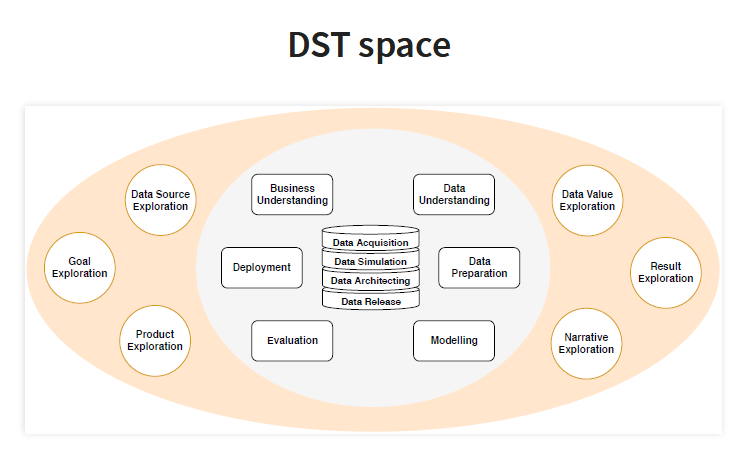 DST space
Data Source
Exploration
Goal
Exploration
Product
Exploration
Business
Understanding
Data
Understanding
Deployment
Data Acquisition
Data Simulation
Data Architecting
Data Release
Data
Preparation
Evaluation
Modelling
Data Value
Exploration
Result
Exploration
Narrative
Exploration